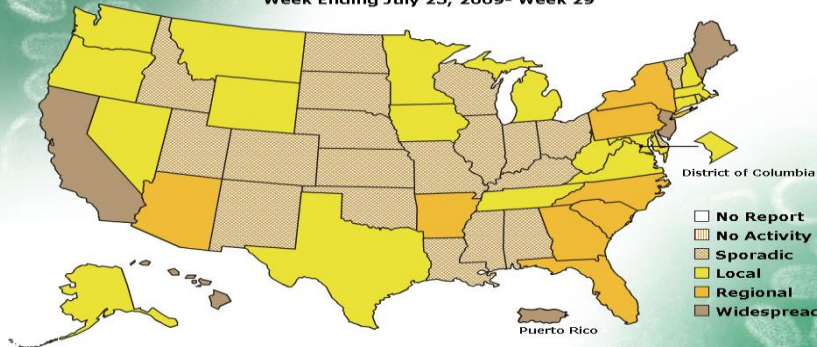 Week Ending July 25, 2009- Week 29
District of Columbia
No Report
No Activity
Sporadic
Local
Regional
Widespread
Puerto Rico